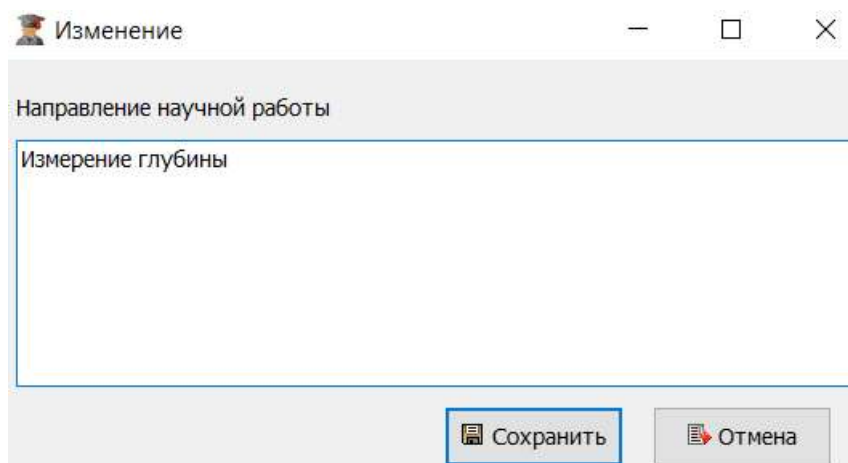 Изменение
Направление научной работы
Измерение глубины
Сохранить
Отмена